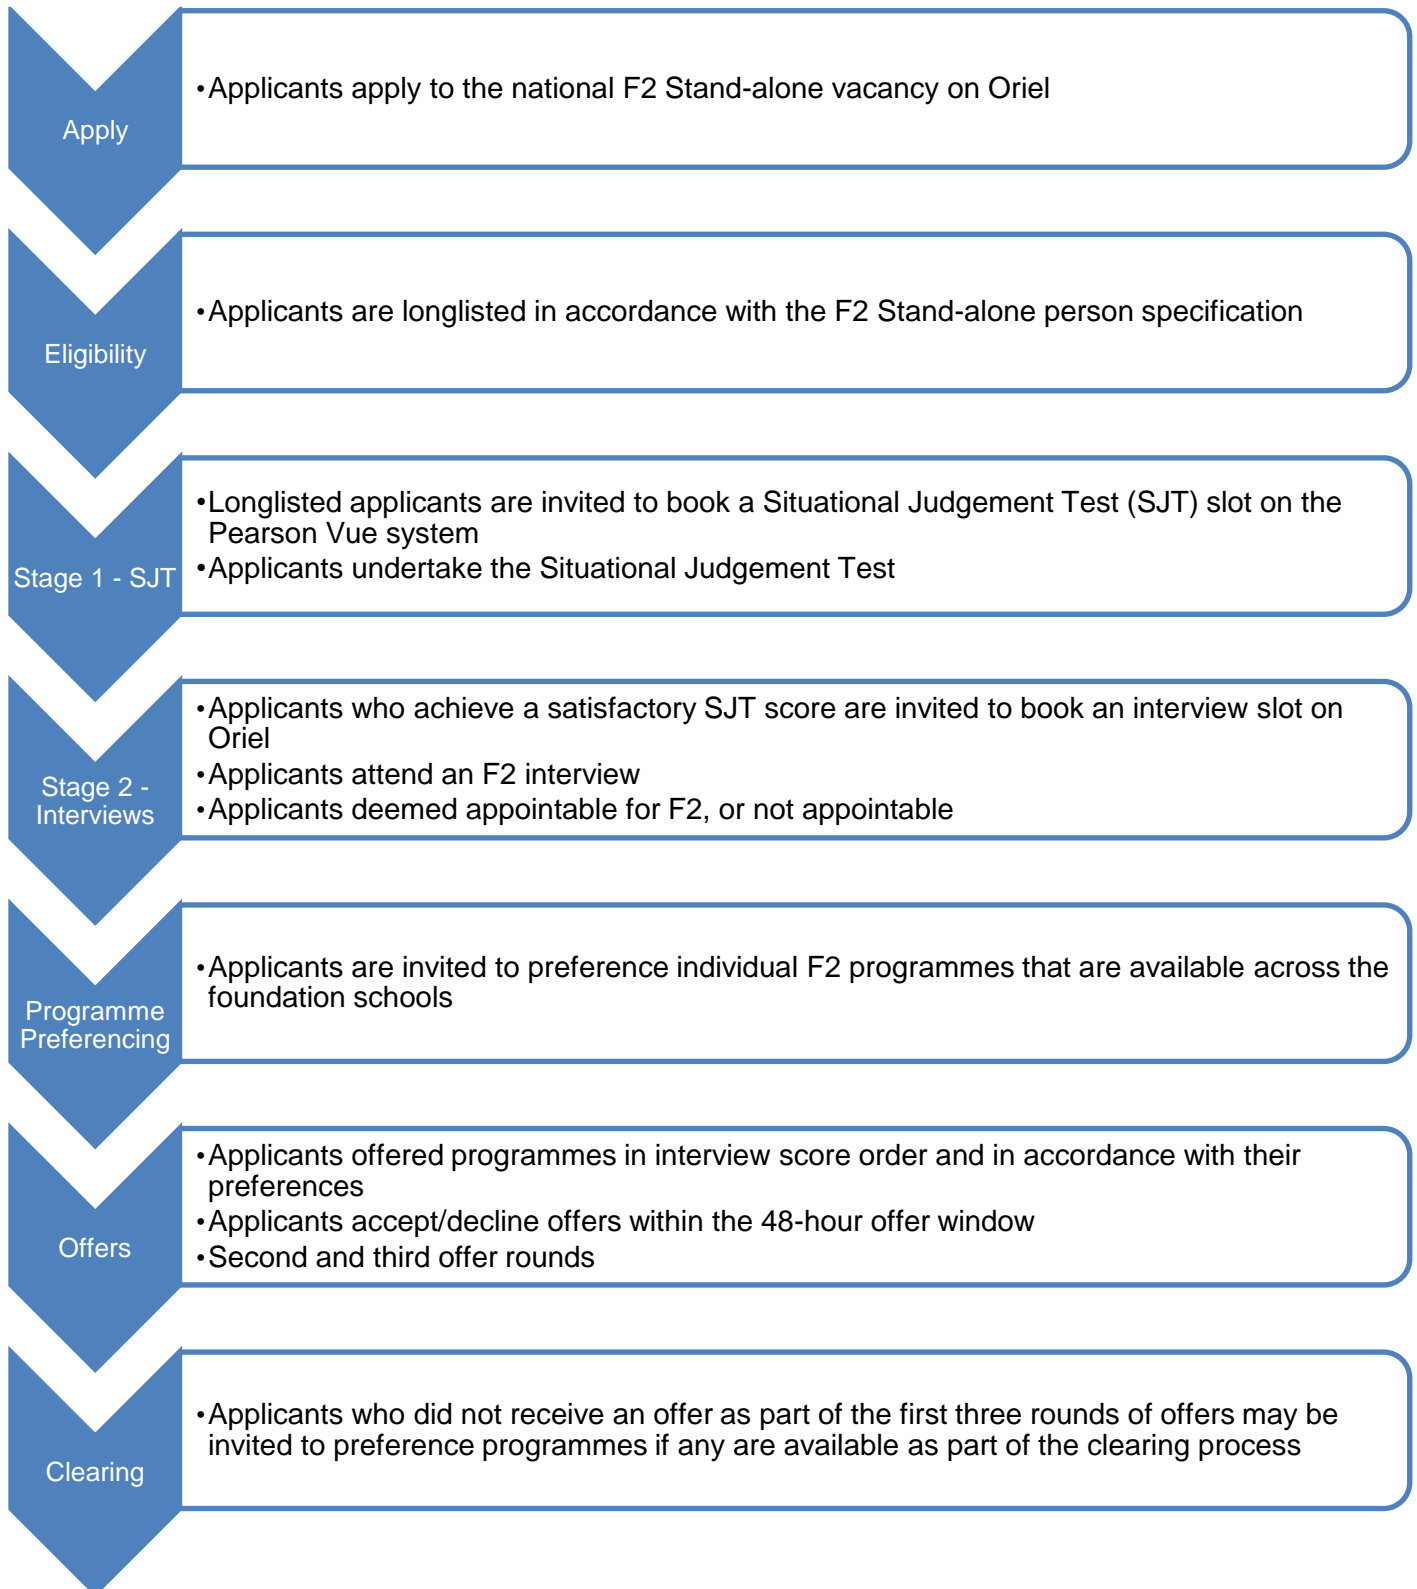 Apply
•Applicants apply to the national F2 Stand-alone vacancy on Oriel
Eligibility
•Applicants are longlisted in accordance with the F2 Stand-alone person specification
Stage 1 - SJT
•Longlisted applicants are invited to book a Situational Judgement Test (SJT) slot on the
Pearson Vue system
•Applicants undertake the Situational Judgement Test
Stage 2 -
Interviews
•Applicants who achieve a satisfactory SJT score are invited to book an interview slot on
Oriel
•Applicants attend an F2 interview
•Applicants deemed appointable for F2, or not appointable
Programme
Preferencing
•Applicants are invited to preference individual F2 programmes that are available across the
foundation schools
Offers
•Applicants offered programmes in interview score order and in accordance with their
preferences
•Applicants accept/decline offers within the 48-hour offer window
•Second and third offer rounds
Clearing
•Applicants who did not receive an offer as part of the first three rounds of offers may be
invited to preference programmes if any are available as part of the clearing process